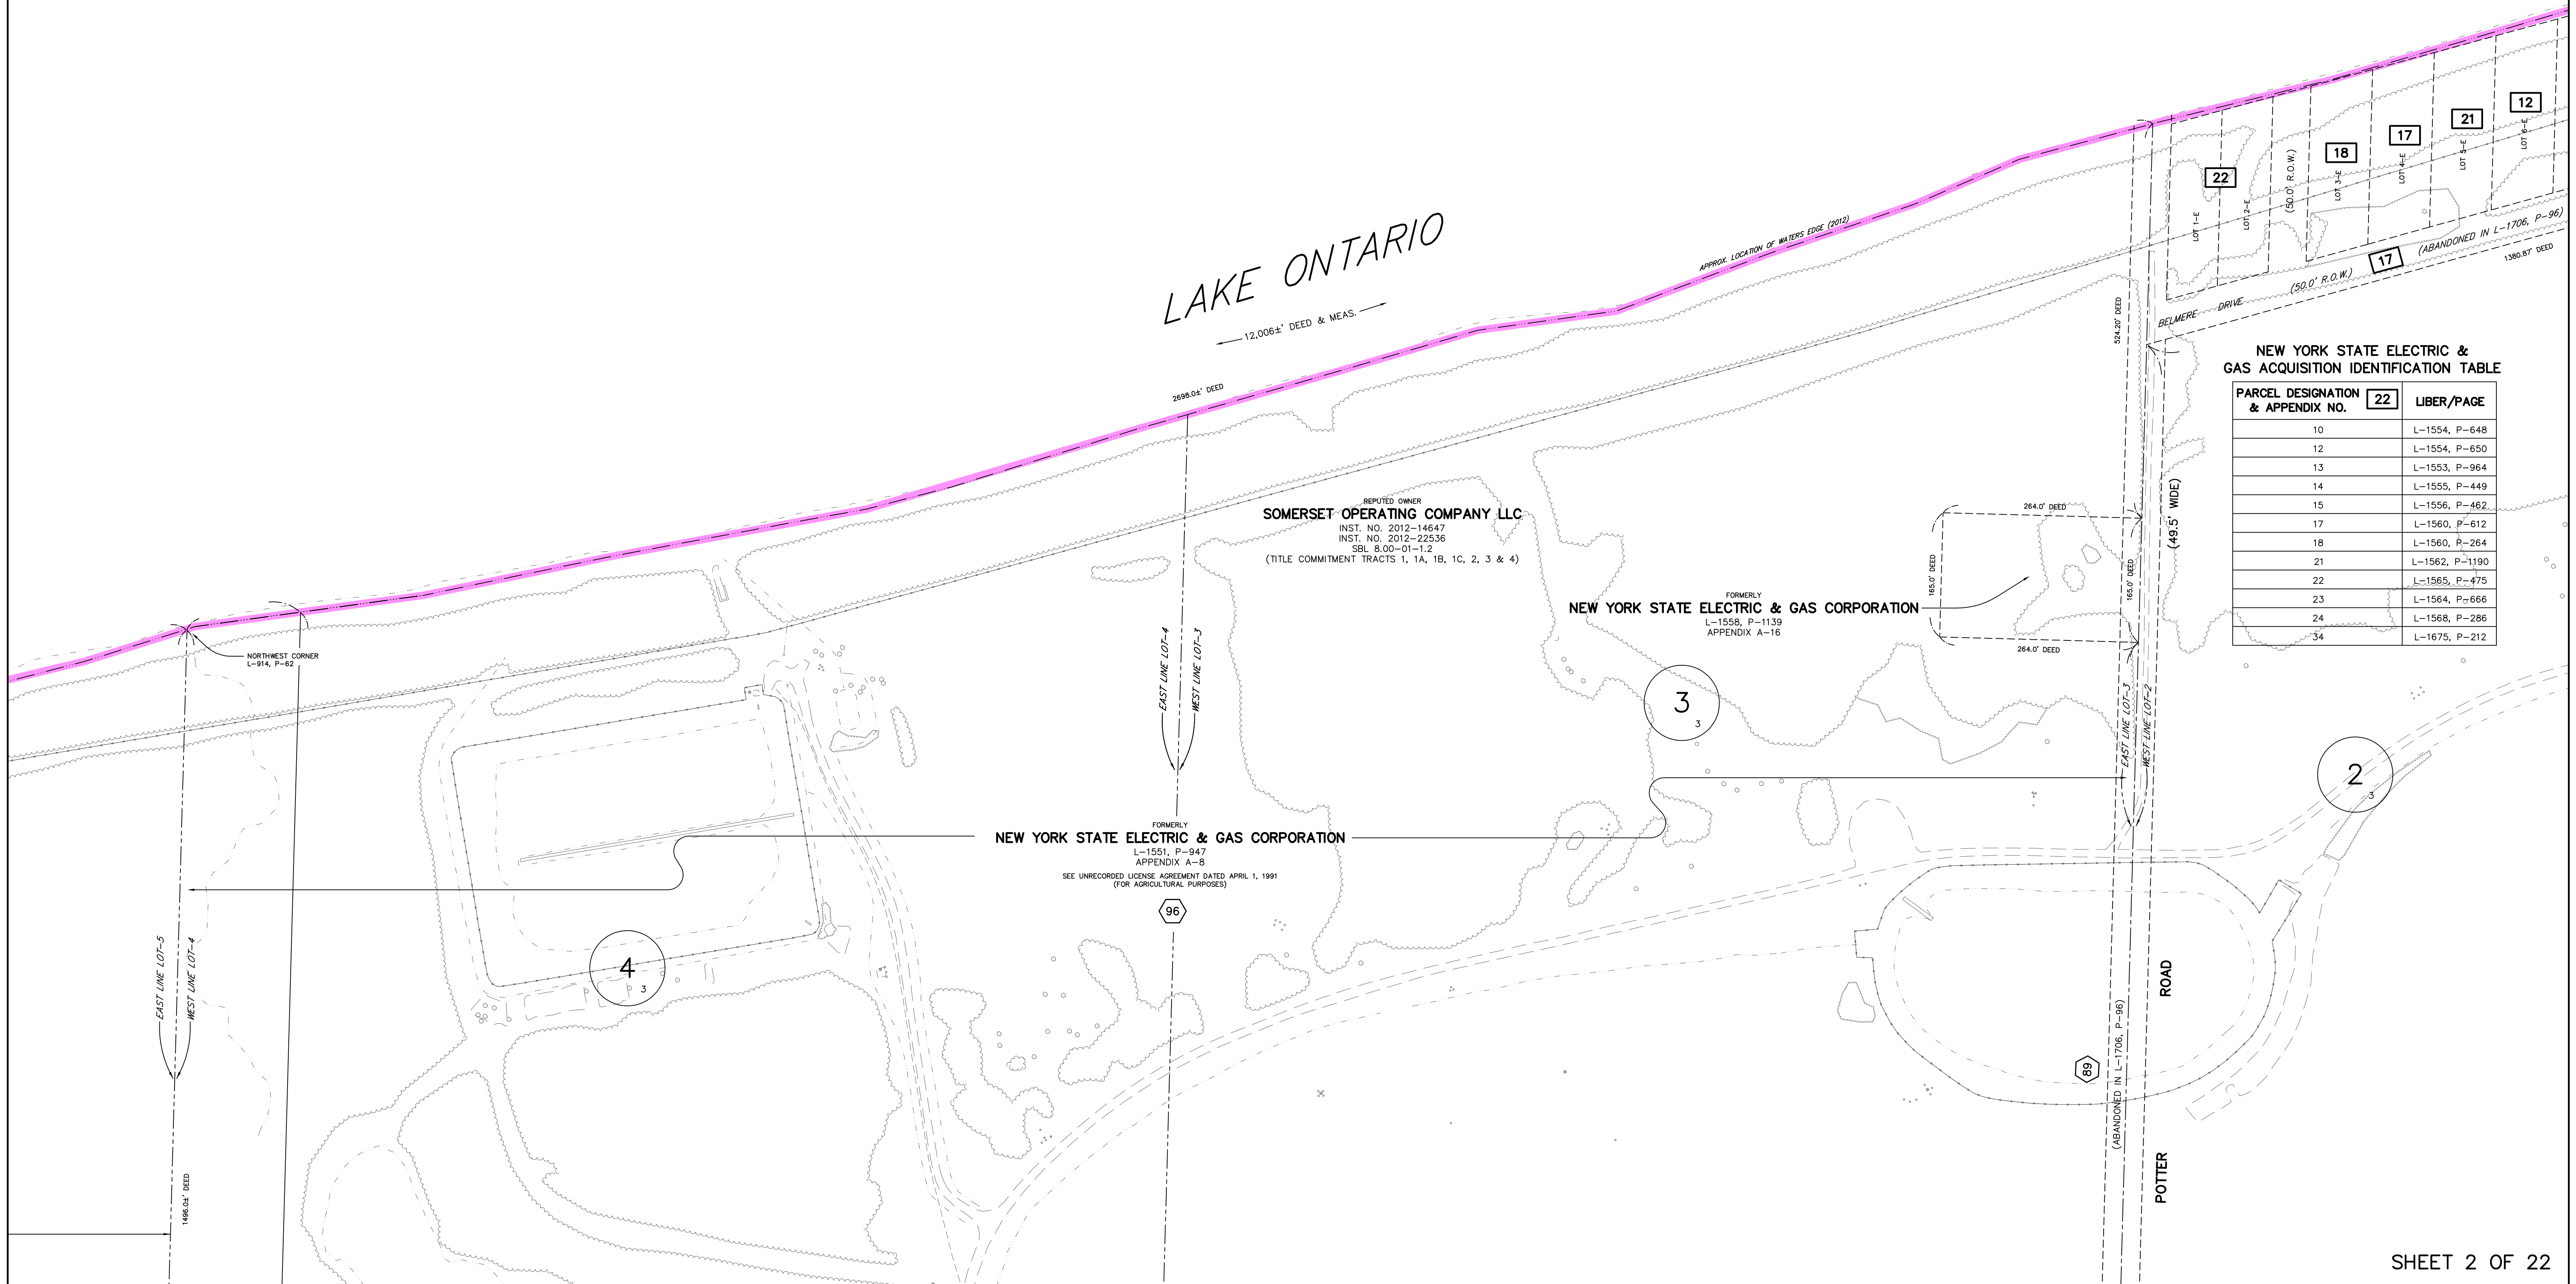 LAKE ONTARIO
12,006±' DEED & MEAS.
2698.0±' DEED
APPROX. LOCATION OF WATERS EDGE (2012)
NORTHWEST CORNER
L-914, P-62
REPUTED OWNER
SOMERSET OPERATING COMPANY LLC
INST. NO. 2012-14647
INST. NO. 2012-22536
SBL 8.00-01-1.2
(TITLE COMMITMENT TRACTS 1, 1A, 1B, 1C, 2, 3 & 4)
FORMERLY
NEW YORK STATE ELECTRIC & GAS CORPORATION
L-1558, P-1139
APPENDIX A-16
264.0' DEED
165.0' DEED
165.0' DEED
264.0' DEED
524.20' DEED
(49.5' WIDE)
22
18
17
21
12
LOT 1-E
LOT 2-E
(50.0' R.O.W.)
LOT 3-E
LOT 4-E
LOT 5-E
LOT 6-E
BELMERE DRIVE (50.0' R.O.W.) 17 (ABANDONED IN L-1706, P-96)
1380.87' DEED
NEW YORK STATE ELECTRIC &
GAS ACQUISITION IDENTIFICATION TABLE
PARCEL DESIGNATION 22 LIBER/PAGE
& APPENDIX NO.
10 L-1554, P-648
12 L-1554, P-650
13 L-1553, P-964
14 L-1555, P-449
15 L-1556, P-462
17 L-1560, P-612
18 L-1560, P-264
21 L-1562, P-1190
22 L-1565, P-475
23 L-1564, P-666
24 L-1568, P-286
34 L-1675, P-212
EAST LINE LOT-4
WEST LINE LOT-3
EAST LINE LOT-3
WEST LINE LOT-2
3
3
2
3
FORMERLY
NEW YORK STATE ELECTRIC & GAS CORPORATION
L-1551, P-947
APPENDIX A-8
SEE UNRECORDED LICENSE AGREEMENT DATED APRIL 1, 1991
(FOR AGRICULTURAL PURPOSES)
96
4
3
EAST LINE LOT-5
WEST LINE LOT-4
1496.0±' DEED
89
(ABANDONED IN L-1706, P-96)
POTTER ROAD
SHEET 2 OF 22